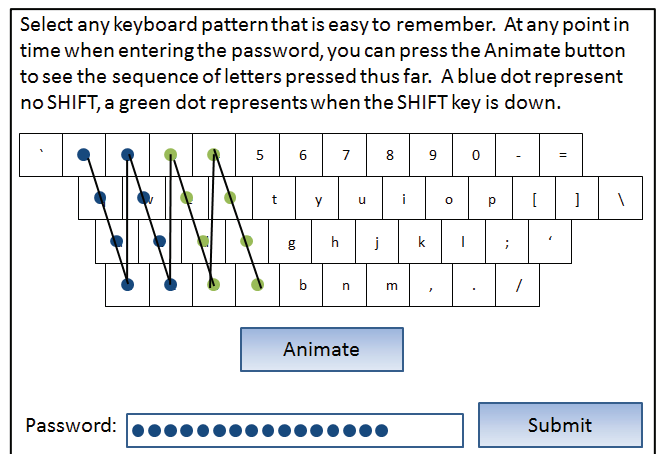 Select any keyboard pattern that is easy to remember.  At any point in
time when entering the password, you can press the Animate button
to see the sequence of letters pressed thus far.  A blue dot represent
no SHIFT, a green dot represents when the SHIFT key is down.
` 5 6 7 8 9 0 - =
t y u i o p [ ] \
g h j k l ; ‘
b n m , . /
Animate
Password:
Submit